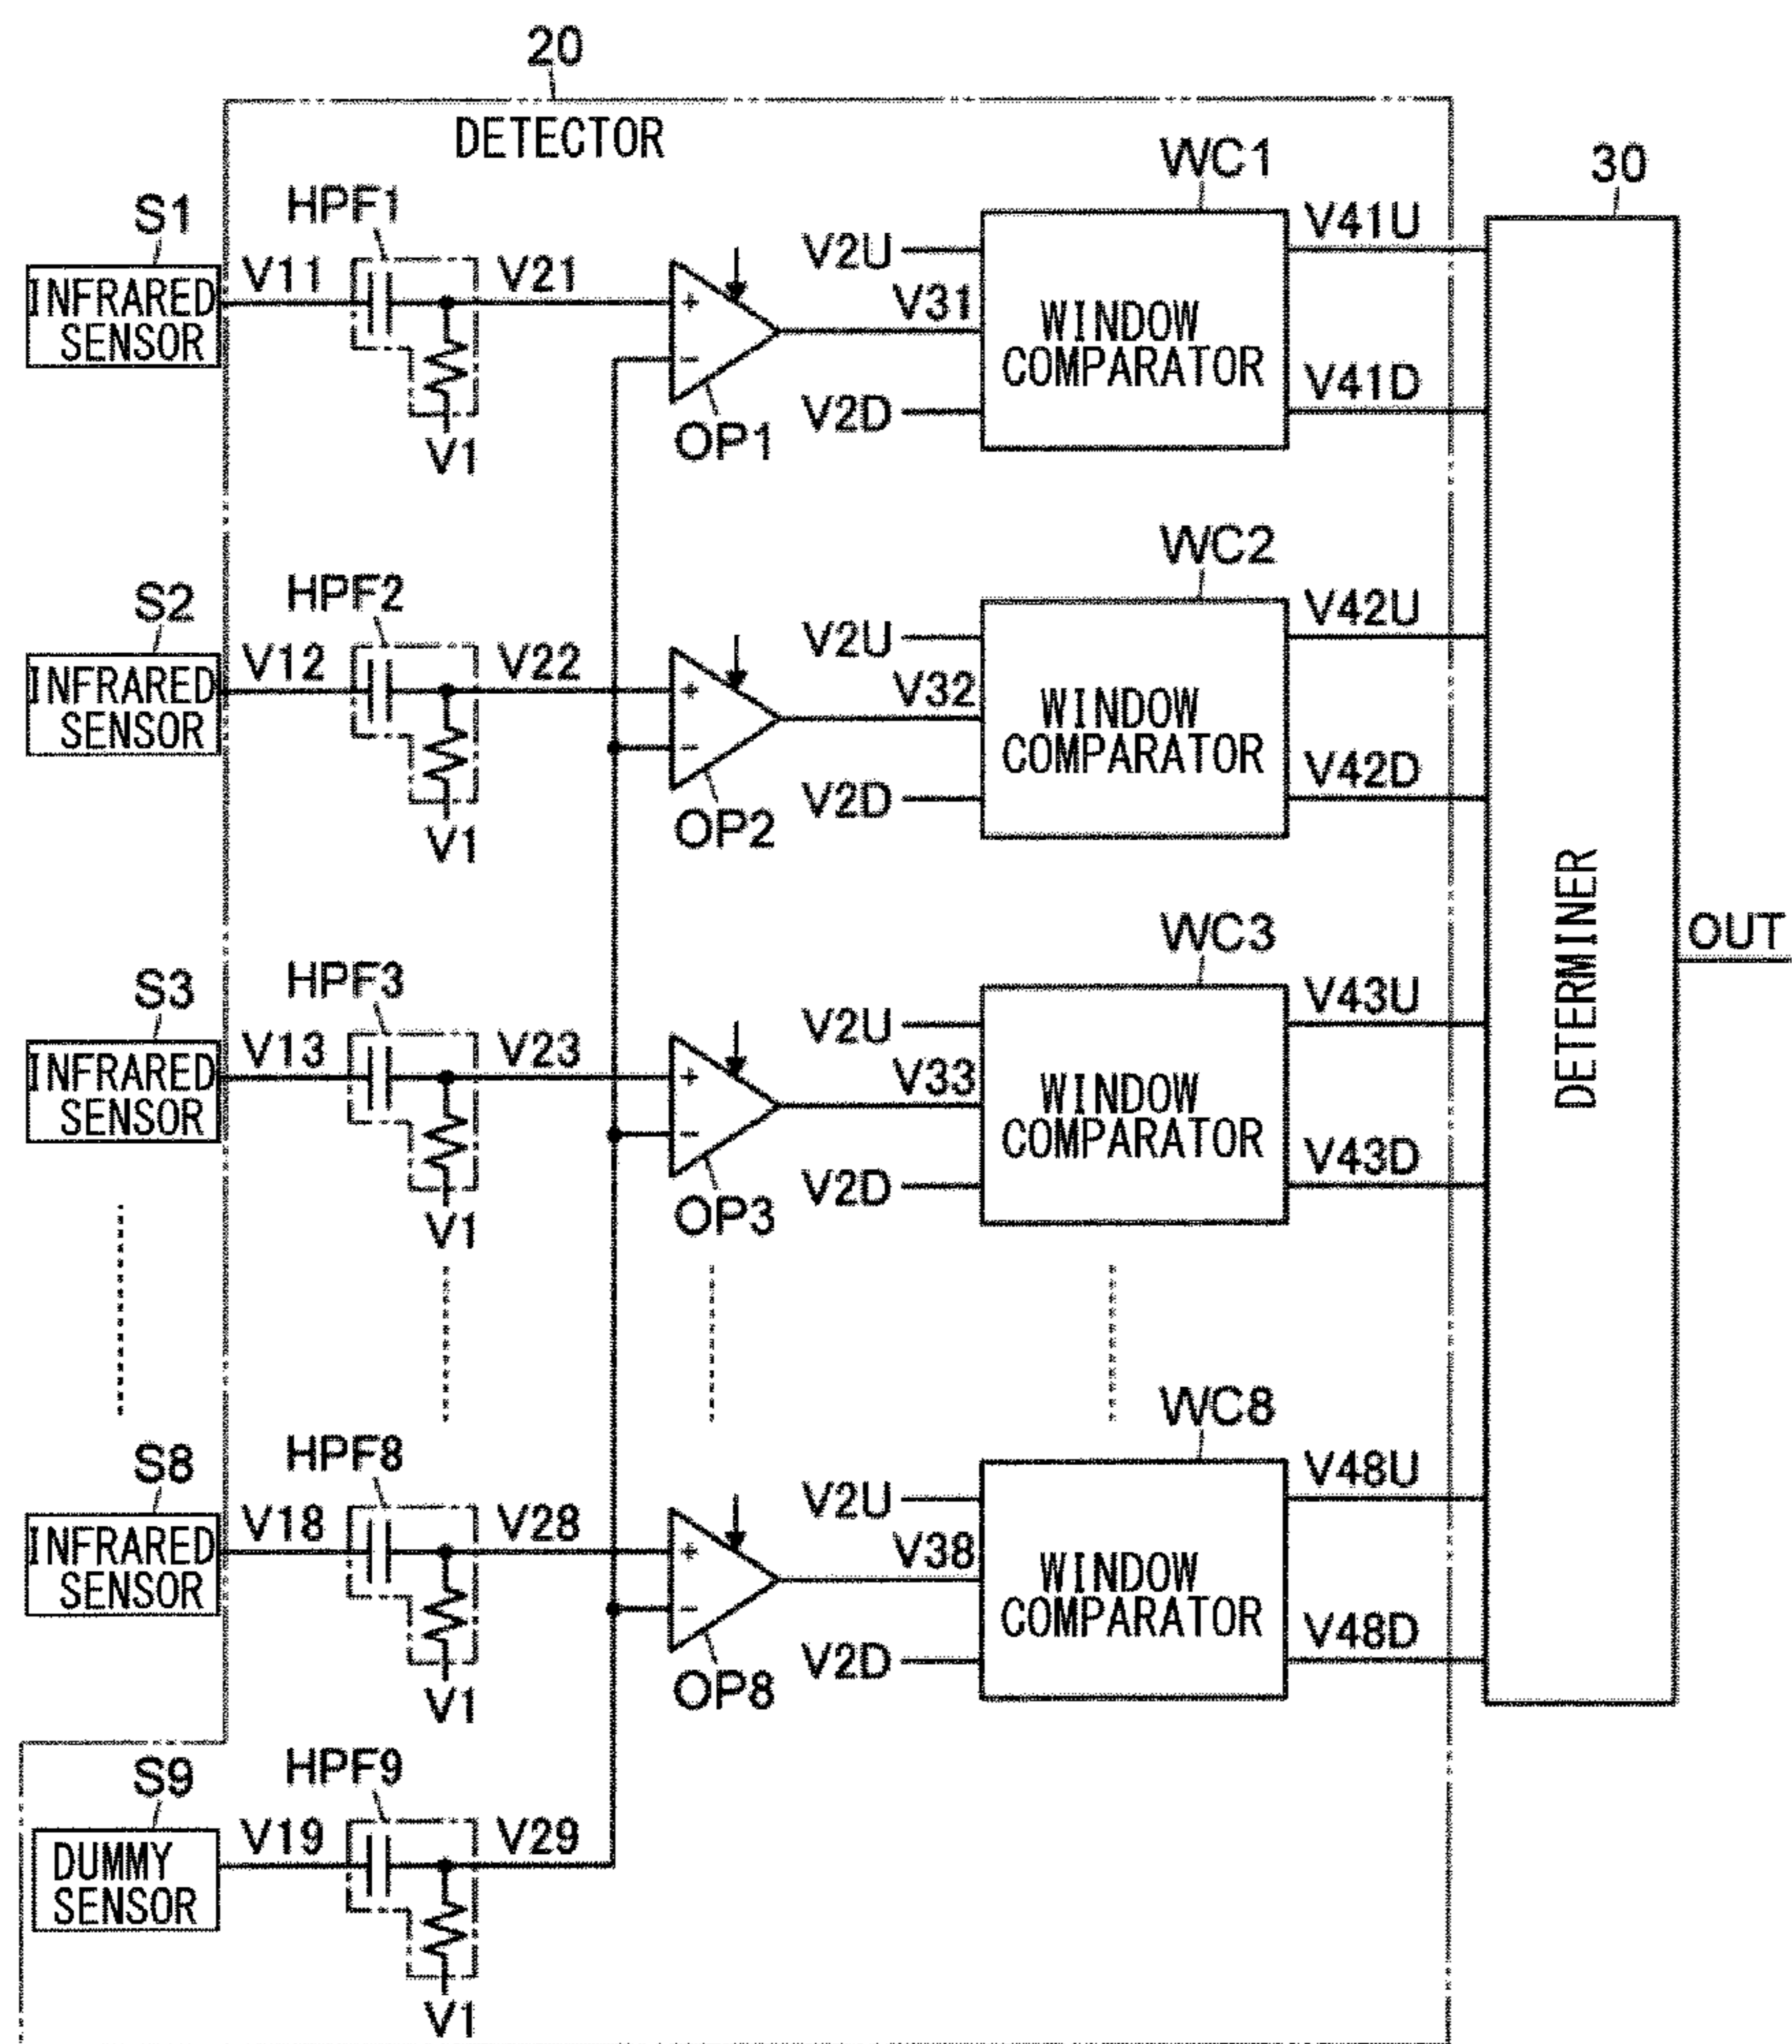 20
DETECTOR
WC1
30
S1
HPF1
V2U
V41U
INFRARED
SENSOR
V11
V21
+
V31
WINDOW
COMPARATOR
−
V2D
V41D
V1
OP1
WC2
S2
HPF2
V2U
V42U
INFRARED
SENSOR
V12
V22
+
V32
WINDOW
COMPARATOR
−
V2D
V42D
V1
OP2
DETERMINER
OUT
WC3
S3
HPF3
V2U
V43U
INFRARED
SENSOR
V13
V23
+
V33
WINDOW
COMPARATOR
−
V2D
V43D
V1
OP3
WC8
S8
HPF8
V2U
V48U
INFRARED
SENSOR
V18
V28
+
V38
WINDOW
COMPARATOR
−
V2D
V48D
V1
OP8
S9
HPF9
DUMMY
SENSOR
V19
V29
V1